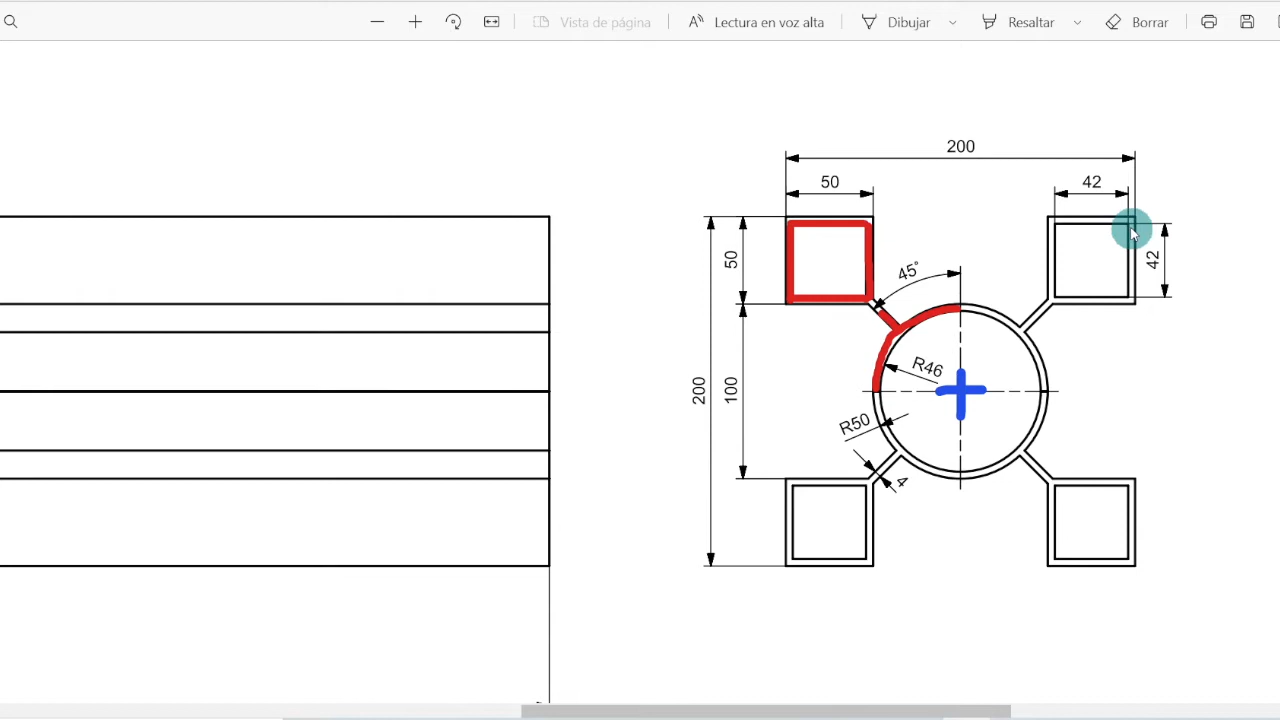 Vista de página Lectura en voz alta Dibujar Resaltar Borrar
200
50 42
50 45° 42
200 100 R46
R50
4